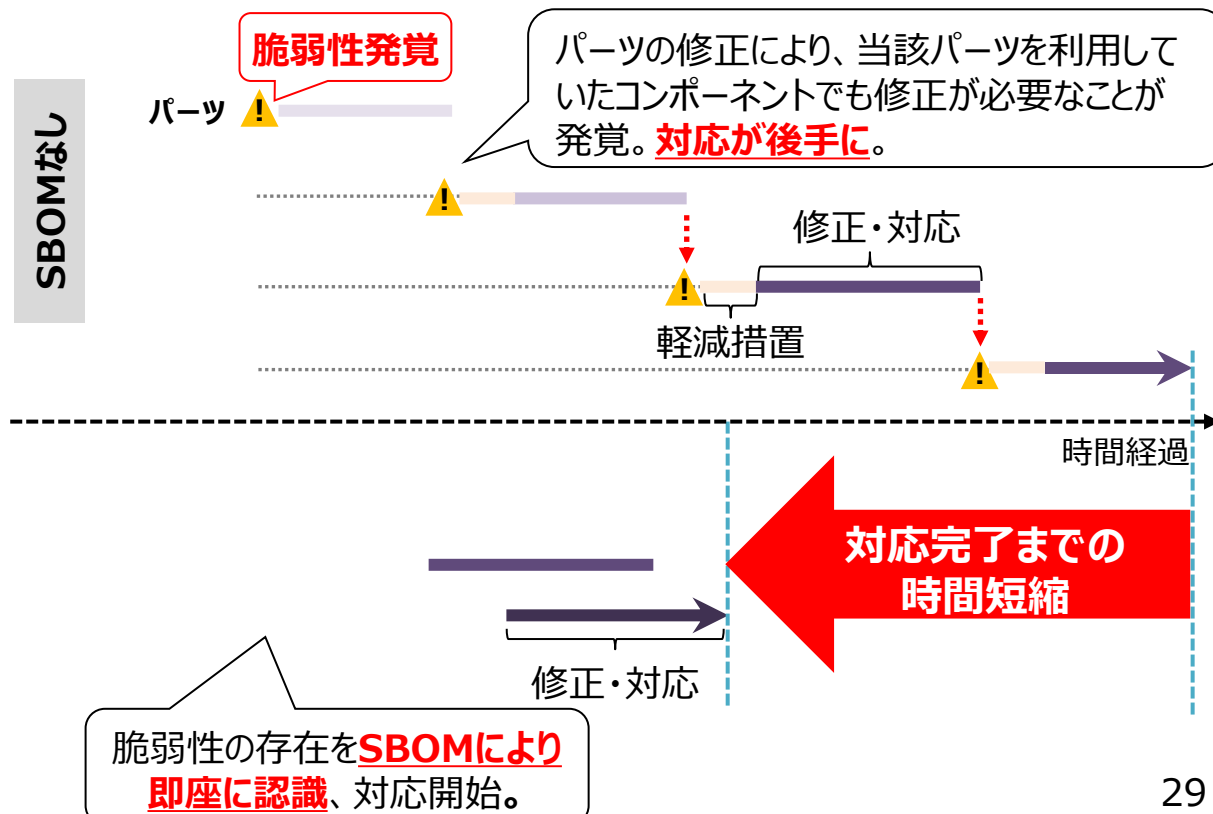 脆弱性発覚
パーツの修正により、当該パーツを利用して
いたコンポーネントでも修正が必要なことが
発覚。対応が後手に。
SBOMなし
パーツ
!
!
修正・対応
!
軽減措置
!
時間経過
対応完了までの
時間短縮
修正・対応
脆弱性の存在をSBOMにより
即座に認識、対応開始。
29